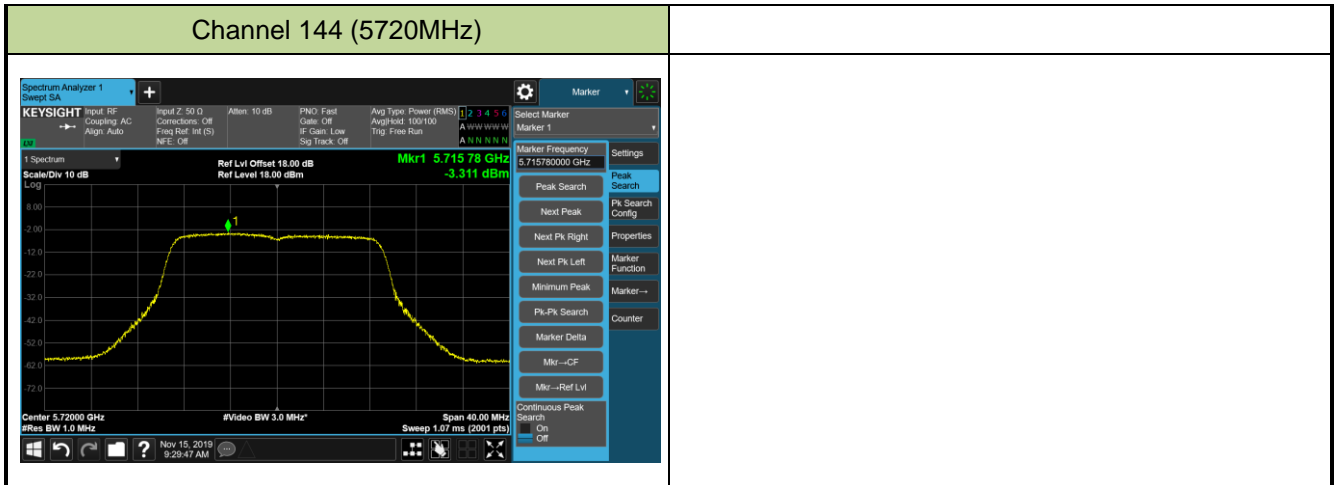 Channel 144 (5720MHz)
Spectrum Analyzer 1
Swept SA
+
Marker
KEYSIGHT
Input: RF
Coupling: AC
Align: Auto
Input Z: 50 Ω
Corrections: Off
Freq Ref: Int (S)
NFE: Off
Atten: 10 dB
PNO: Fast
Gate: Off
IF Gain: Low
Sig Track: Off
Avg Type: Power (RMS)
Avg|Hold: 100/100
Trig: Free Run
1 2 3 4 5 6
A W W W W W
A N N N N N
Select Marker
Marker 1
1 Spectrum
Scale/Div 10 dB
Log
Ref Lvl Offset 18.00 dB
Ref Level 18.00 dBm
Mkr1 5.715 78 GHz
-3.311 dBm
8.00
-2.00
-12.0
-22.0
-32.0
-42.0
-52.0
-62.0
-72.0
1
Center 5.72000 GHz
#Res BW 1.0 MHz
#Video BW 3.0 MHz*
Span 40.00 MHz
Sweep 1.07 ms (2001 pts)
Marker Frequency
5.715780000 GHz
Peak Search
Next Peak
Next Pk Right
Next Pk Left
Minimum Peak
Pk-Pk Search
Marker Delta
Mkr→CF
Mkr→Ref Lvl
Continuous Peak
Search
On
Off
Settings
Peak
Search
Pk Search
Config
Properties
Marker
Function
Marker→
Counter
?
Nov 15, 2019
9:29:47 AM